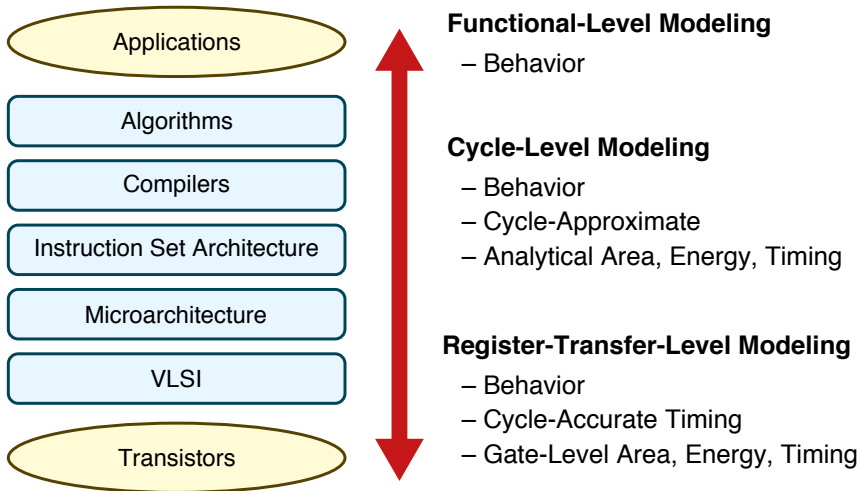 Applications
Algorithms
Compilers
Instruction Set Architecture
Microarchitecture
VLSI
Transistors
Functional-Level Modeling
– Behavior
Cycle-Level Modeling
– Behavior
– Cycle-Approximate
– Analytical Area, Energy, Timing
Register-Transfer-Level Modeling
– Behavior
– Cycle-Accurate Timing
– Gate-Level Area, Energy, Timing